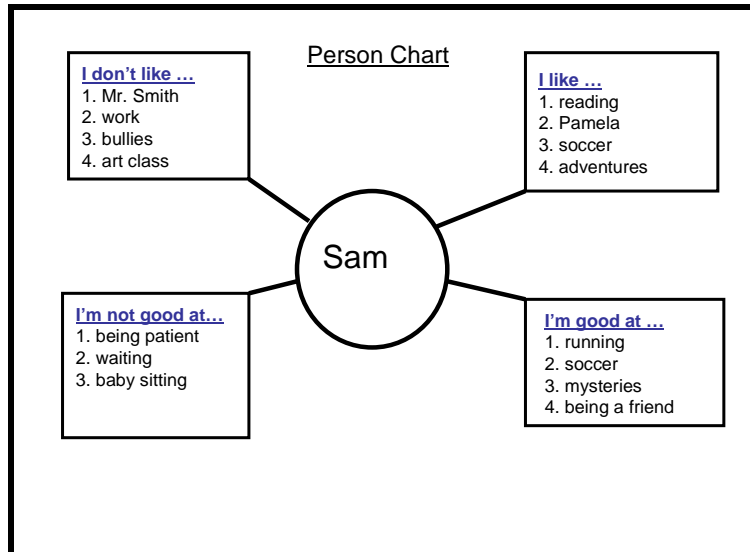 Person Chart
I don't like …
1. Mr. Smith
2. work
3. bullies
4. art class
I like …
1. reading
2. Pamela
3. soccer
4. adventures
Sam
I'm not good at…
1. being patient
2. waiting
3. baby sitting
I'm good at …
1. running
2. soccer
3. mysteries
4. being a friend